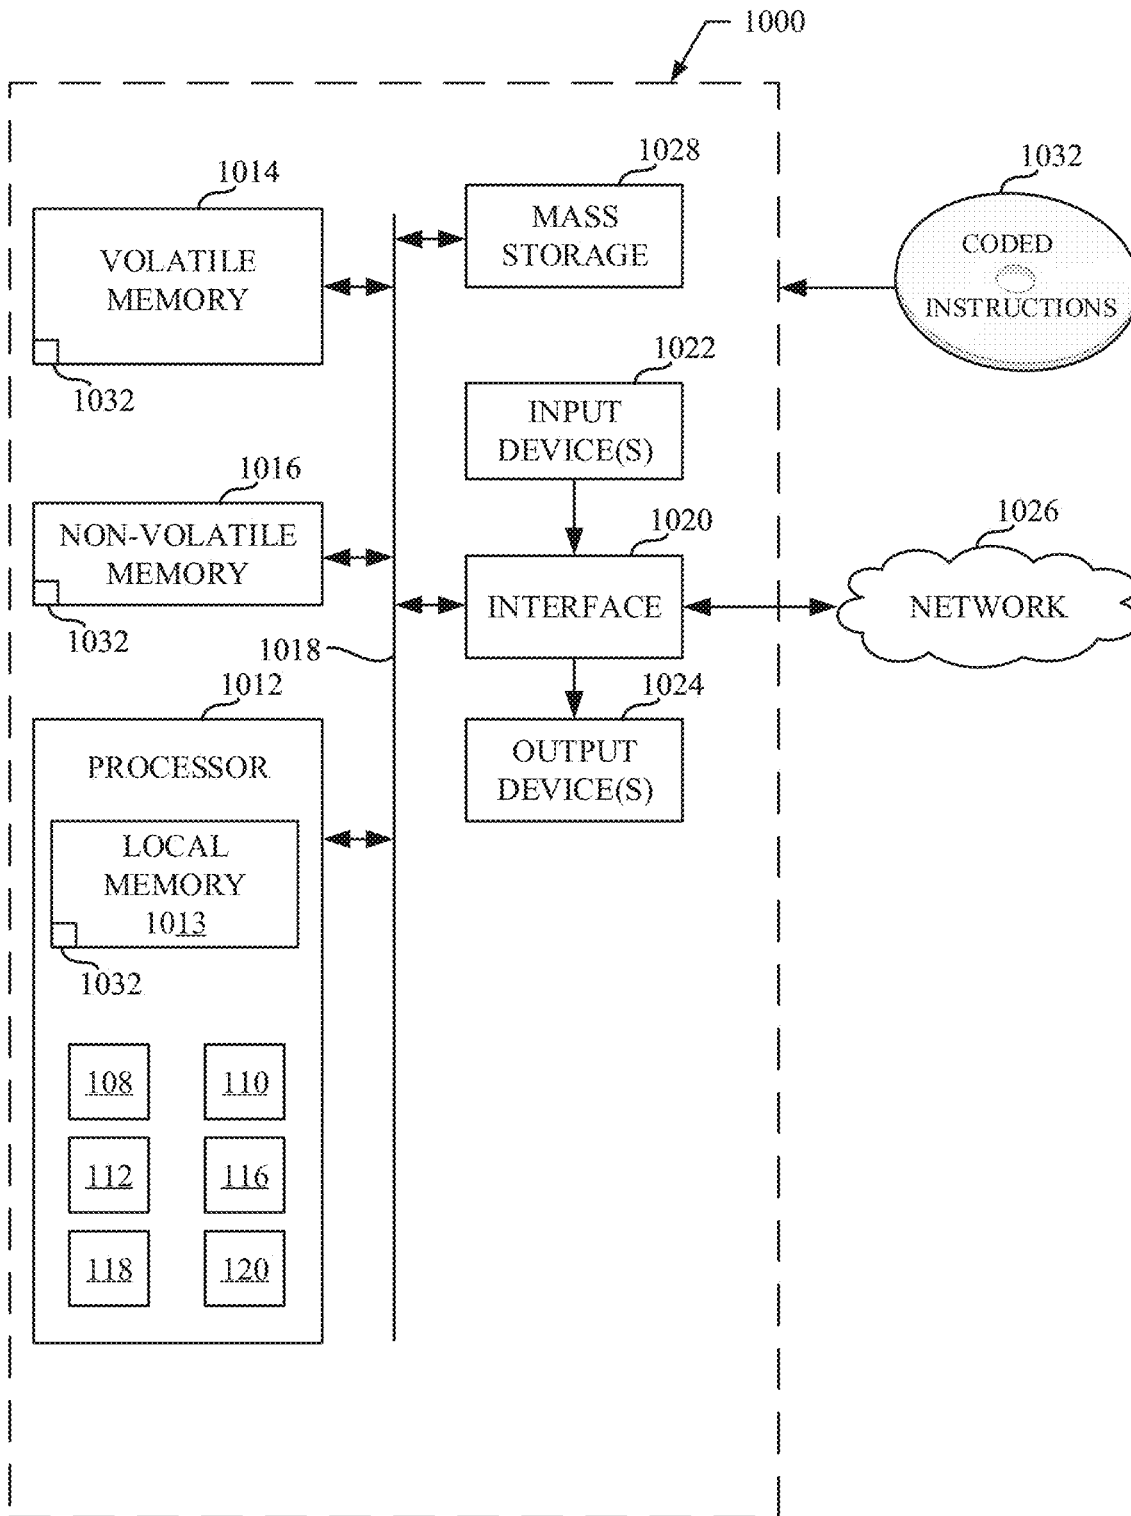 1000
1014
VOLATILE
MEMORY
1032
1028
MASS
STORAGE
1032
CODED
INSTRUCTIONS
1022
INPUT
DEVICE(S)
1016
NON-VOLATILE
MEMORY
1032
1018
1020
INTERFACE
1026
NETWORK
1024
OUTPUT
DEVICE(S)
1012
PROCESSOR
LOCAL
MEMORY
1013
1032
108
110
112
116
118
120